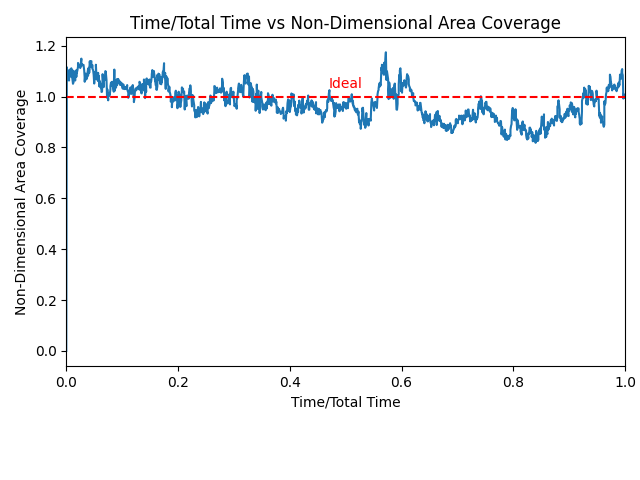 Time/Total Time vs Non-Dimensional Area Coverage
Non-Dimensional Area Coverage
1.2
1.0
0.8
0.6
0.4
0.2
0.0
Ideal
0.0 0.2 0.4 0.6 0.8 1.0
Time/Total Time